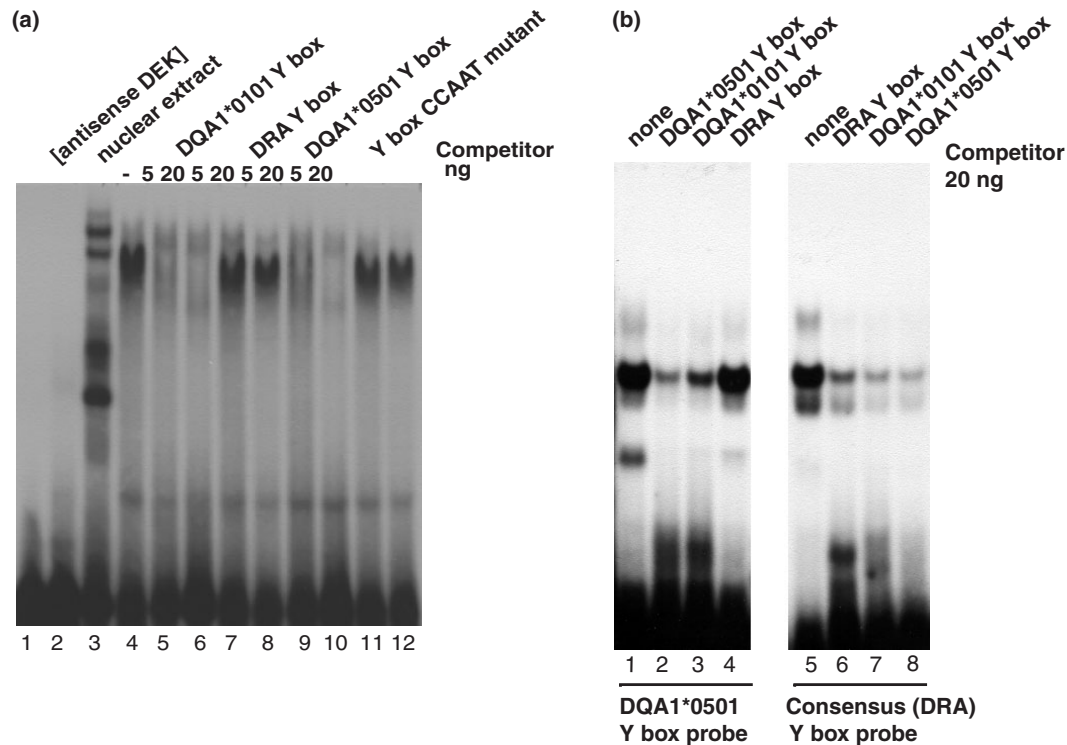 (a)
[antisense DEK]
nuclear extract
DQA1*0101 Y box
DRA Y box
DQA1*0501 Y box
Y box CCAAT mutant
Competitor
ng
- 5 20 5 20 5 20 5 20
1 2 3 4 5 6 7 8 9 10 11 12
(b)
none
DQA1*0501 Y box
DQA1*0101 Y box
DRA Y box
none
DRA Y box
DQA1*0101 Y box
DQA1*0501 Y box
Competitor
20 ng
1 2 3 4
5 6 7 8
DQA1*0501
Y box probe
Consensus (DRA)
Y box probe